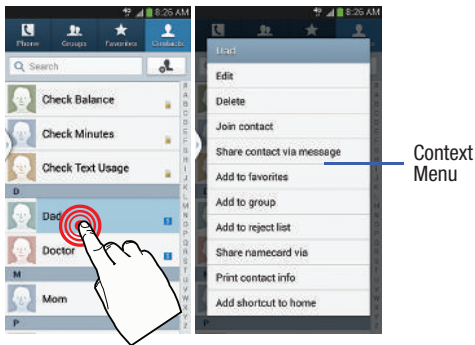 8:26 AM
Phone Groups Favorites Contacts
Search
Check Balance
Check Minutes
Check Text Usage
D
Dad
Doctor
M
Mom
P
8:26 AM
Dad
Edit
Delete
Join contact
Share contact via message
Add to favorites
Add to group
Add to reject list
Share namecard via
Print contact info
Add shortcut to home
Context
Menu